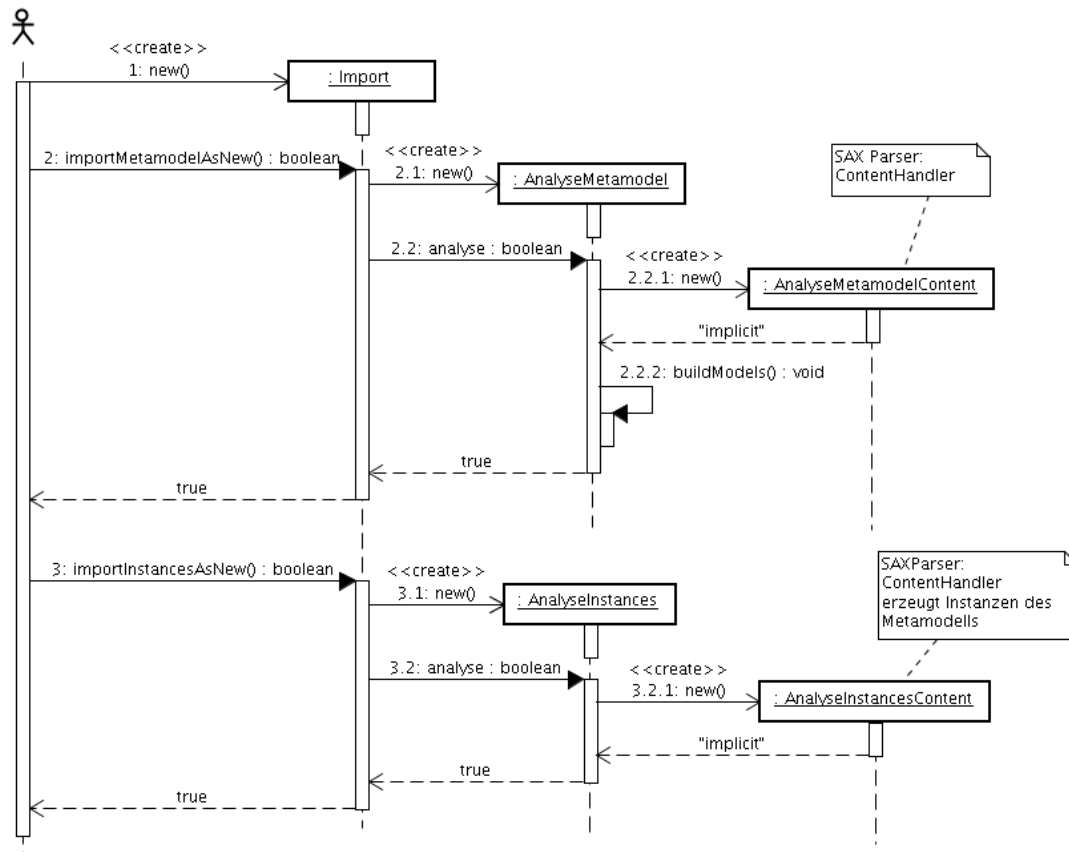 <<create>>
1: new()
: Import
2: importMetamodelAsNew() : boolean
<<create>>
2.1: new()
: AnalyseMetamodel
SAX Parser:
ContentHandler
2.2: analyse : boolean
<<create>>
2.2.1: new()
: AnalyseMetamodelContent
"implicit"
2.2.2: buildModels() : void
true
true
3: importInstancesAsNew() : boolean
<<create>>
3.1: new()
: AnalyseInstances
SAXParser:
ContentHandler
erzeugt Instanzen des
Metamodells
3.2: analyse : boolean
<<create>>
3.2.1: new()
: AnalyseInstancesContent
"implicit"
true
true